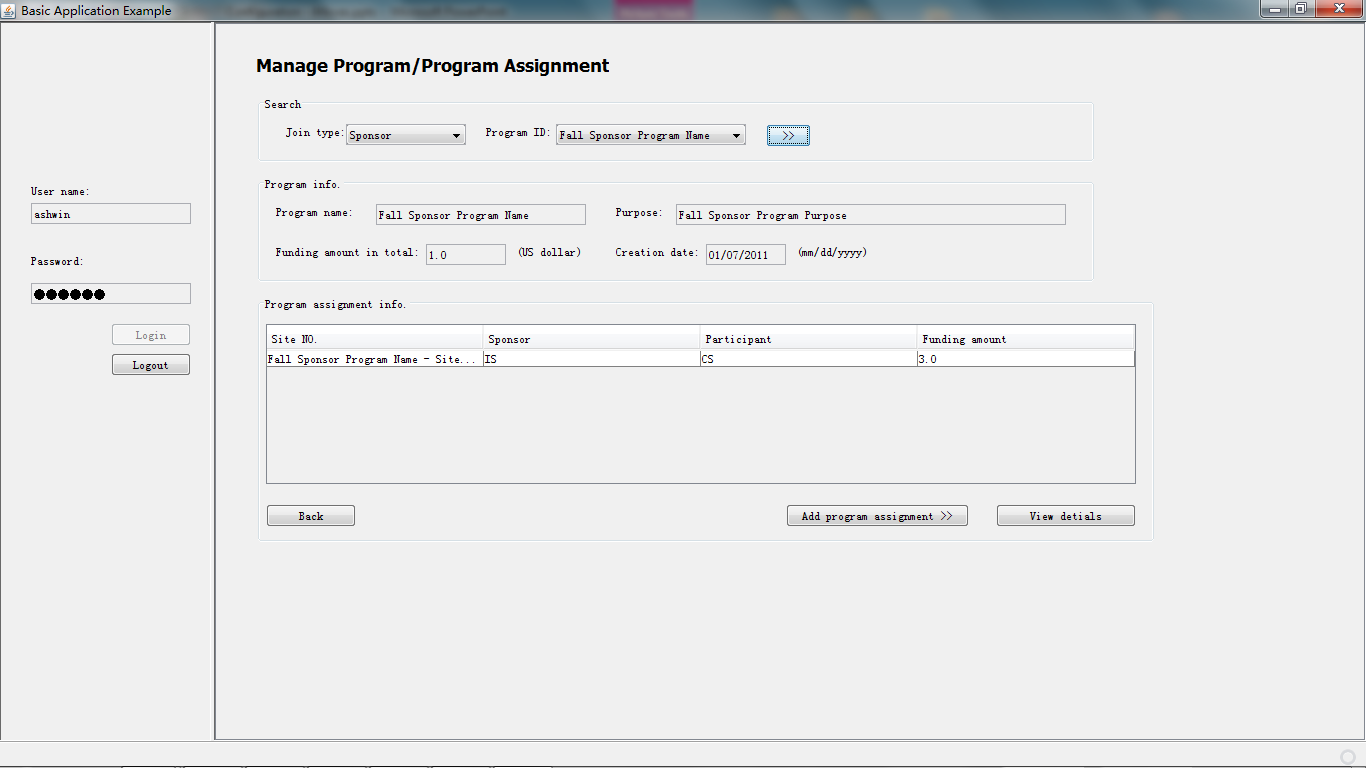 Basic Application Example
Manage Program/Program Assignment
Search
Join type: Sponsor Program ID: Fall Sponsor Program Name >>
Program info.
Program name: Fall Sponsor Program Name Purpose: Fall Sponsor Program Purpose
Funding amount in total: 1.0 (US dollar) Creation date: 01/07/2011 (mm/dd/yyyy)
User name:
ashwin
Password:
●●●●●●
Login
Logout
Program assignment info.
Site NO. Sponsor Participant Funding amount
Fall Sponsor Program Name - Site... IS CS 3.0
Back Add program assignment >> View detials